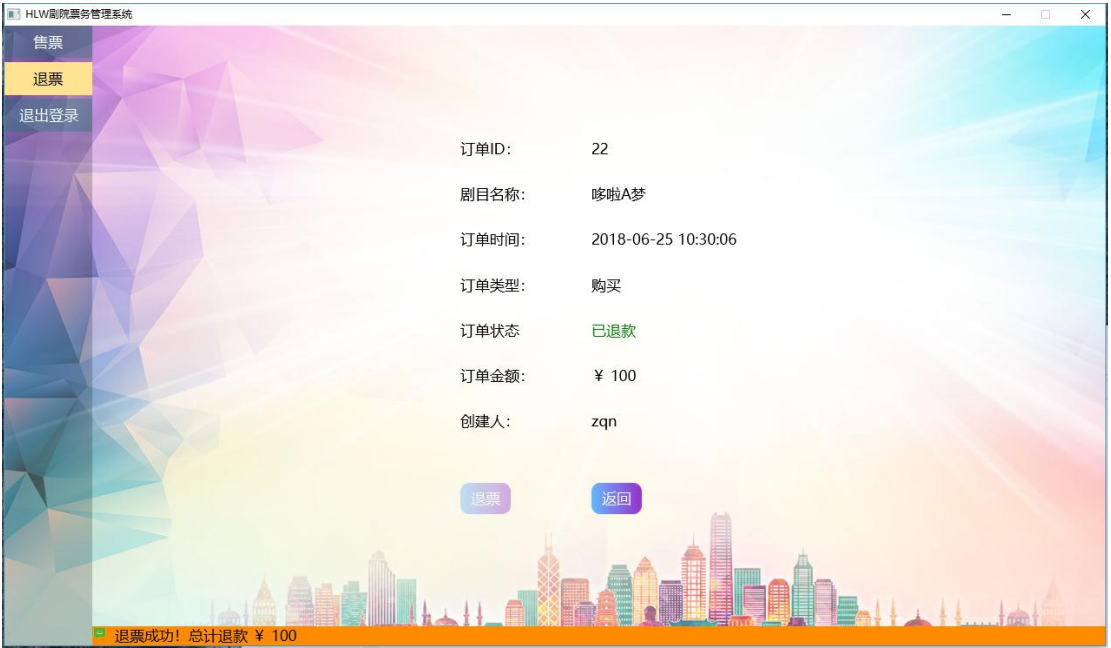 HLW剧院票务管理系统
售票
退票
退出登录
订单ID： 22
剧目名称： 哆啦A梦
订单时间： 2018-06-25 10:30:06
订单类型： 购买
订单状态 已退款
订单金额： ￥ 100
创建人： zqn
退票 返回
退票成功！总计退款 ￥ 100